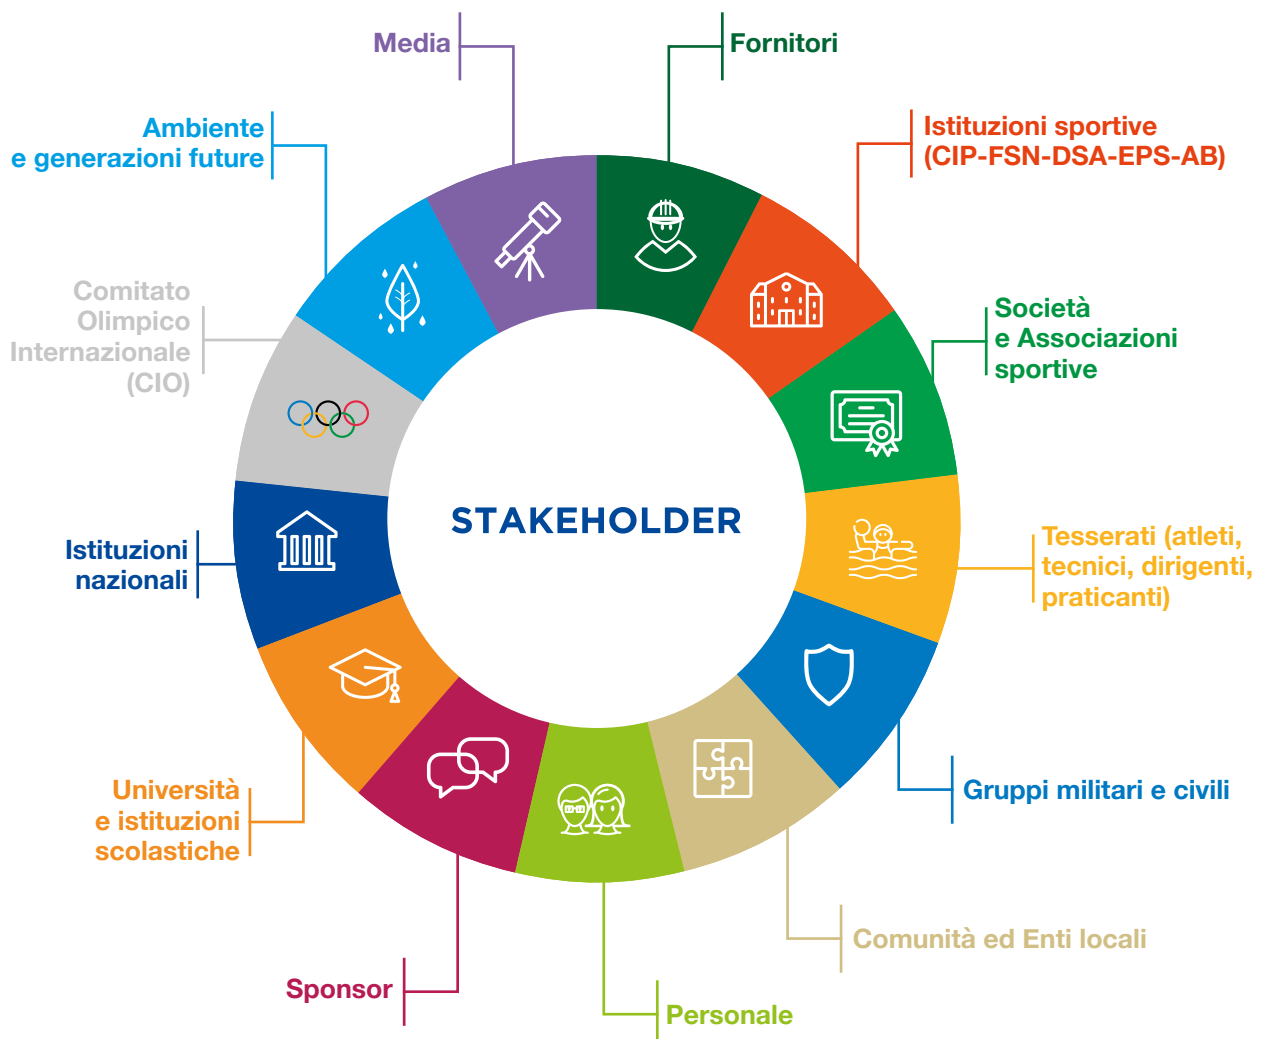 Media
Fornitori
Ambiente
e generazioni future
Istituzioni sportive
(CIP-FSN-DSA-EPS-AB)
Comitato
Olimpico
Internazionale
(CIO)
Società
e Associazioni
sportive
STAKEHOLDER
Istituzioni
nazionali
Tesserati (atleti,
tecnici, dirigenti,
praticanti)
Università
e istituzioni
scolastiche
Gruppi militari e civili
Comunità ed Enti locali
Sponsor
Personale